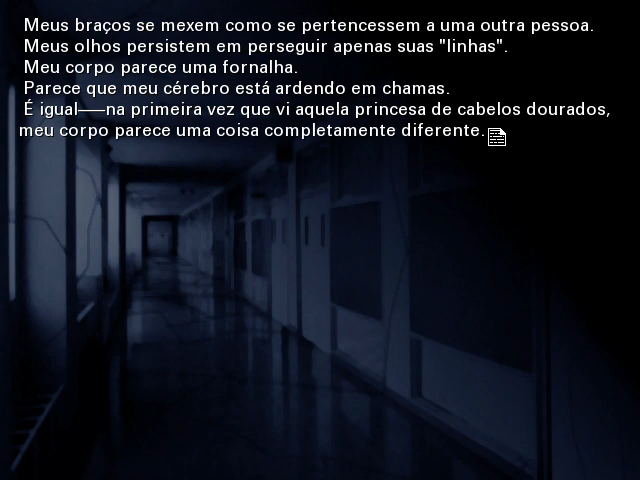 Meus braços se mexem como se pertencessem a uma outra pessoa.
Meus olhos persistem em perseguir apenas suas "linhas".
Meu corpo parece uma fornalha.
Parece que meu cérebro está ardendo em chamas.
É igual——na primeira vez que vi aquela princesa de cabelos dourados,
meu corpo parece uma coisa completamente diferente.